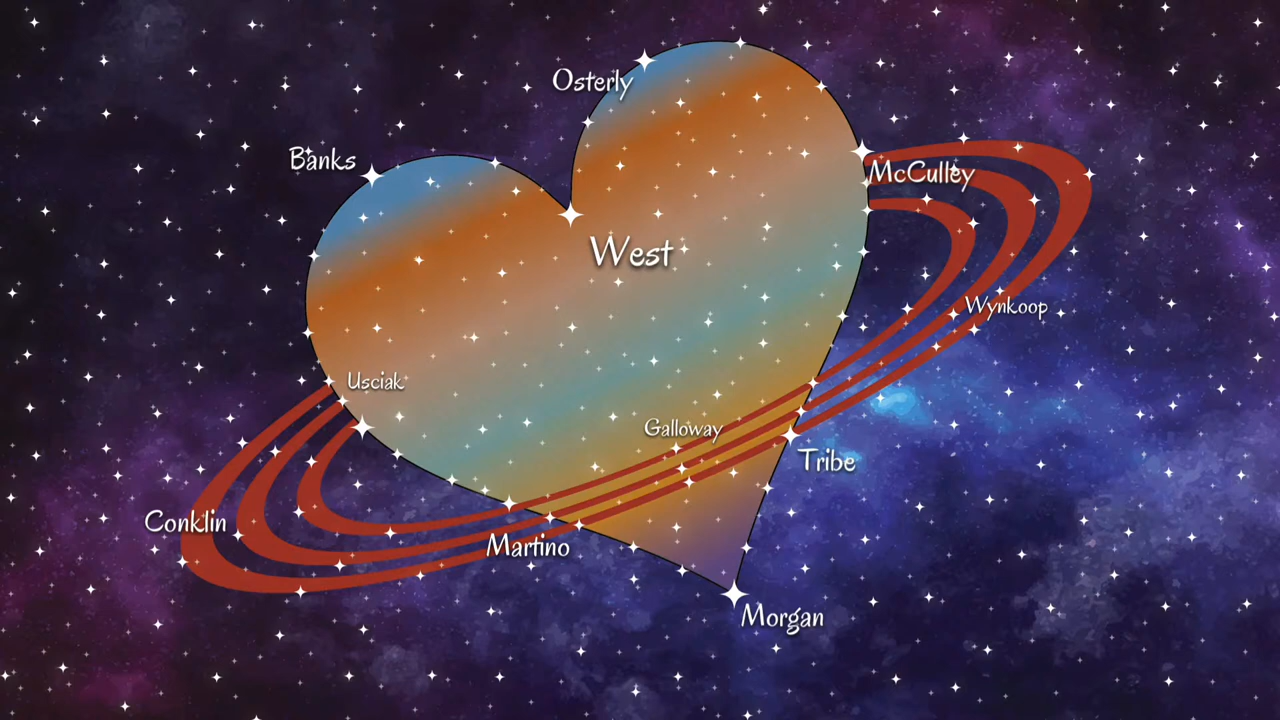 Osterly
Banks
McCulley
West
Wynkoop
Usciak
Galloway
Tribe
Conklin
Martino
Morgan